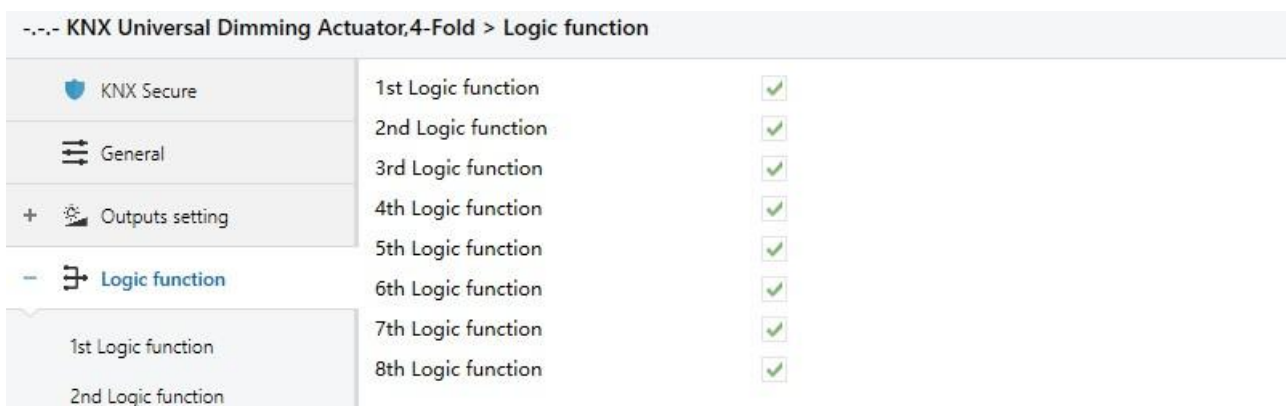 -.-.- KNX Universal Dimming Actuator,4-Fold > Logic function
KNX Secure
General
+ Outputs setting
- Logic function
1st Logic function
2nd Logic function
1st Logic function
2nd Logic function
3rd Logic function
4th Logic function
5th Logic function
6th Logic function
7th Logic function
8th Logic function